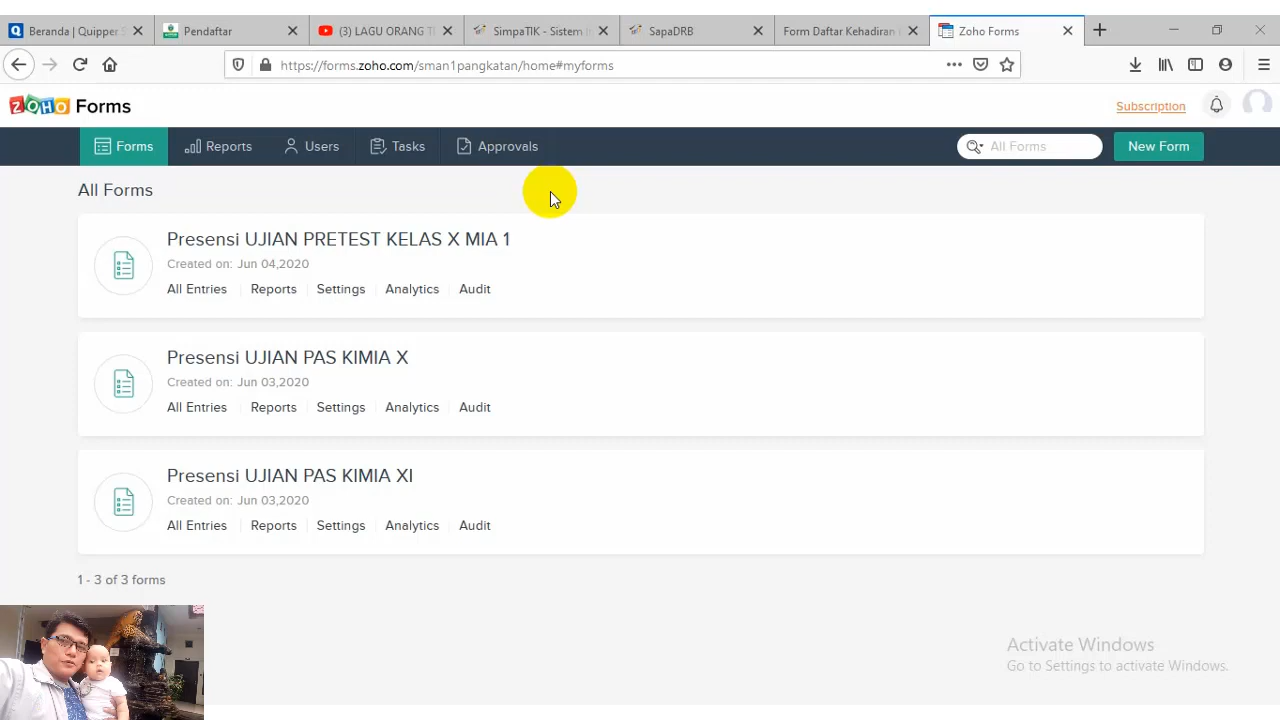 Beranda | Quipper S
Pendaftar
(3) LAGU ORANG T
SimpaTIK - Sistem I
SapaDRB
Form Daftar Kehadiran
Zoho Forms
https://forms.zoho.com/sman1pangkatan/home#myforms
ZOHO Forms
Subscription
Forms
Reports
Users
Tasks
Approvals
All Forms
New Form
All Forms
Presensi UJIAN PRETEST KELAS X MIA 1
Created on: Jun 04,2020
All Entries Reports Settings Analytics Audit
Presensi UJIAN PAS KIMIA X
Created on: Jun 03,2020
All Entries Reports Settings Analytics Audit
Presensi UJIAN PAS KIMIA XI
Created on: Jun 03,2020
All Entries Reports Settings Analytics Audit
1 - 3 of 3 forms
Activate Windows
Go to Settings to activate Windows.